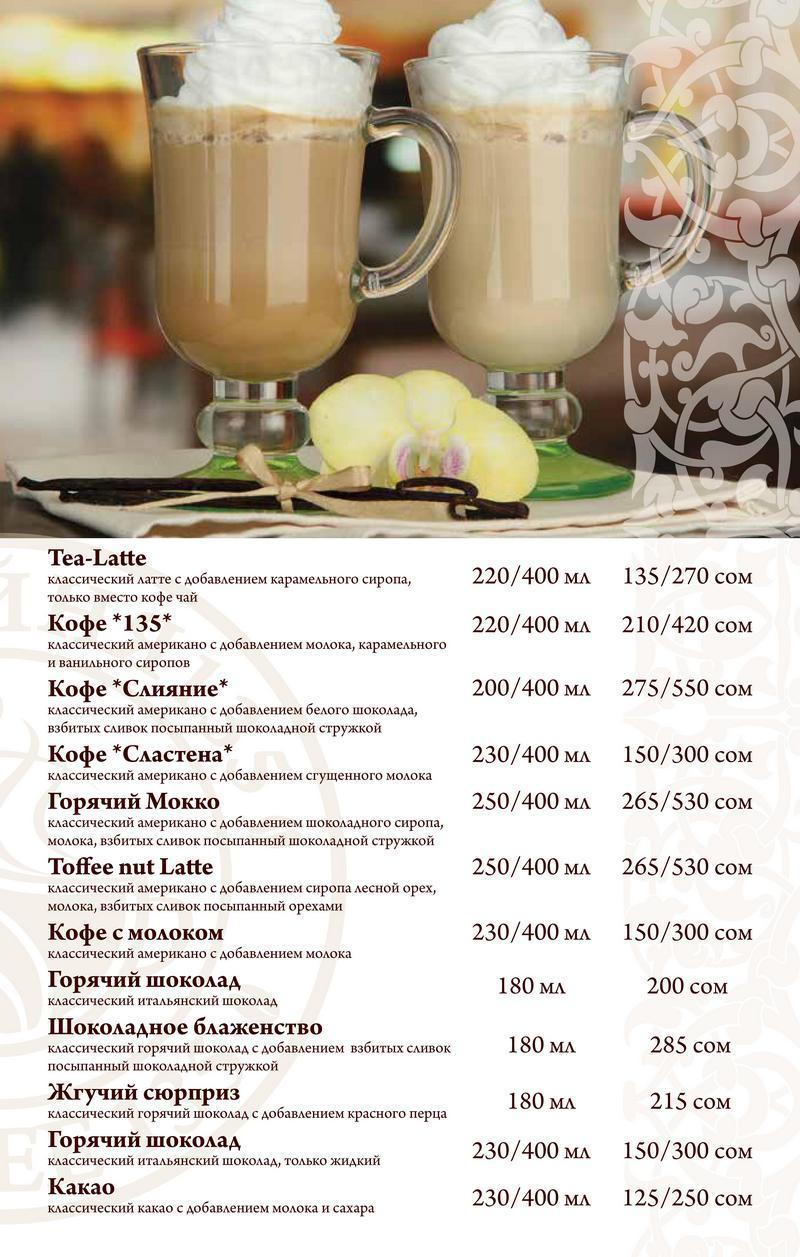 Tea-Latte
классический латте с добавлением карамельного сиропа,
только вместо кофе чай
220/400 мл 135/270 сом
Кофе *135*
классический американо с добавлением молока, карамельного
и ванильного сиропов
220/400 мл 210/420 сом
Кофе *Слияние*
классический американо с добавлением белого шоколада,
взбитых сливок посыпанный шоколадной стружкой
200/400 мл 275/550 сом
Кофе *Сластена*
классический американо с добавлением сгущенного молока
230/400 мл 150/300 сом
Горячий Мокко
классический американо с добавлением шоколадного сиропа,
молока, взбитых сливок посыпанный шоколадной стружкой
250/400 мл 265/530 сом
Toffee nut Latte
классический американо с добавлением сиропа лесной орех,
молока, взбитых сливок посыпанный орехами
250/400 мл 265/530 сом
Кофе с молоком
классический американо с добавлением молока
230/400 мл 150/300 сом
Горячий шоколад
классический итальянский шоколад
180 мл 200 сом
Шоколадное блаженство
классический горячий шоколад с добавлением взбитых сливок
посыпанный шоколадной стружкой
180 мл 285 сом
Жгучий сюрприз
классический горячий шоколад с добавлением красного перца
180 мл 215 сом
Горячий шоколад
классический итальянский шоколад, только жидкий
230/400 мл 150/300 сом
Какао
классический какао с добавлением молока и сахара
230/400 мл 125/250 сом